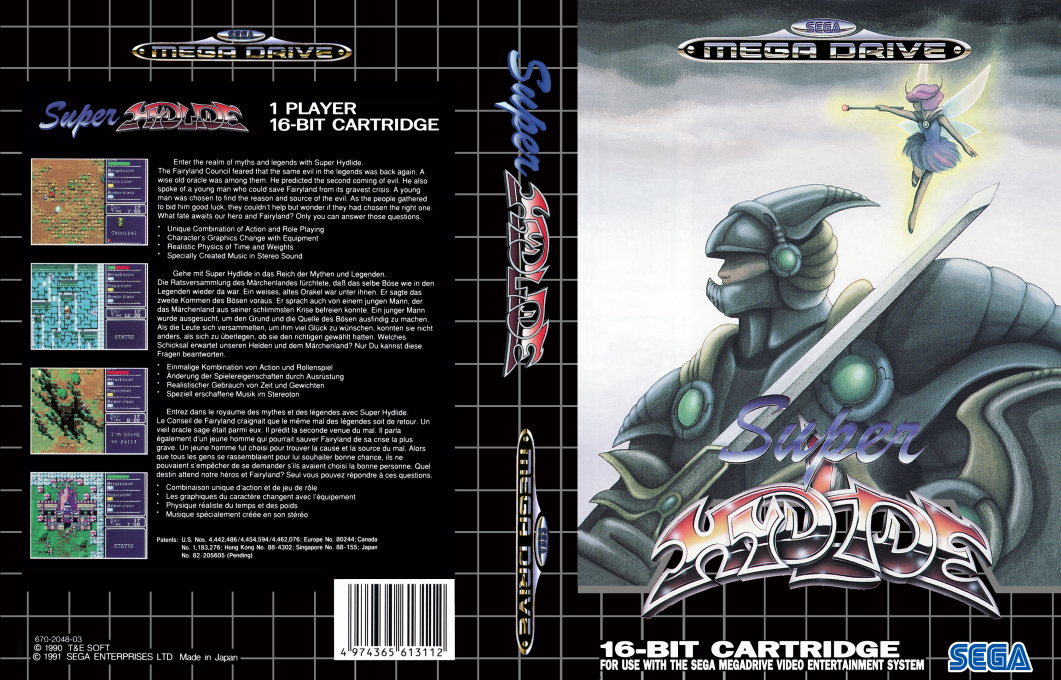 SEGA
MEGA DRIVE
Super HYDLIDE
1 PLAYER
16-BIT CARTRIDGE
Enter the realm of myths and legends with Super Hydlide.
The Fairyland Council feared that the same evil in the legends was back again. A
wise old oracle was among them. He predicted the second coming of evil. He also
spoke of a young man who could save Fairyland from its gravest crisis. A young
man was chosen to find the reason and source of the evil. As the people gathered
to bid him good luck, they couldn't help but wonder if they had chosen the right one.
What fate awaits our hero and Fairyland? Only you can answer those questions.
* Unique Combination of Action and Role Playing
* Character's Graphics Change with Equipment
* Realistic Physics of Time and Weights
* Specially Created Music in Stereo Sound
Cannibal
Gehe mit Super Hydlide in das Reich der Mythen und Legenden.
Die Ratsversammlung des Märchenlandes fürchtete, daß das selbe Böse wie in den
Legenden wieder da war. Ein weises, altes Orakel war unter ihnen. Er sagte das
zweite Kommen des Bösen voraus. Er sprach auch von einem jungen Mann, der
das Märchenland aus seiner schlimmsten Krise befreien konnte. Ein junger Mann
wurde ausgesucht, um den Grund und die Quelle des Bösen ausfindig zu machen.
Als die Leute sich versammelten, um ihm viel Glück zu wünschen, konnten sie nicht
anders, als sich zu überlegen, ob sie den richtigen gewählt hatten. Welches
Schicksal erwartet unseren Helden und dem Märchenland? Nur Du kannst diese
Fragen beantworten.
* Einmalige Kombination von Action und Rollenspiel
* Änderung der Spielereigenschaften durch Ausrüstung
* Realistischer Gebrauch von Zeit und Gewichten
* Speziell erschaffene Musik im Stereoton
STATUS
Entrez dans le royaume des mythes et des légendes avec Super Hydlide.
Le Conseil de Fairyland craignait que le même mal des légendes soit de retour. Un
vieil oracle sage était parmi eux. Il prédit la seconde venue du mal. Il parla
également d'un jeune homme qui pourrait sauver Fairyland de sa crise la plus
grave. Un jeune homme fut choisi pour trouver la cause et la source du mal. Alors
que tous les gens se rassemblaient pour lui souhaiter bonne chance, ils ne
pouvaient s'empêcher de se demander s'ils avaient choisi la bonne personne. Quel
destin attend notre héros et Fairyland? Seul vous pouvez répondre à ces questions.
* Combinaison unique d'action et de jeu de rôle
* Les graphiques du caractère changent avec l'équipement
* Physique réaliste du temps et des poids
* Musique spécialement créée en son stéréo
STATUS
Patents: U.S. Nos. 4,442,486/4,454,594/4,462,076; Europe No. 80244; Canada
No. 1,183,276; Hong Kong No. 88-4302; Singapore No. 88-155; Japan
No. 82-205605 (Pending)
670-2048-03
© 1990 T&E SOFT
© 1991 SEGA ENTERPRISES LTD. Made in Japan
4 974365 613112
Super HYDLIDE
SEGA
MEGA DRIVE
SEGA
MEGA DRIVE
Super
HYDLIDE
16-BIT CARTRIDGE
FOR USE WITH THE SEGA MEGADRIVE VIDEO ENTERTAINMENT SYSTEM
SEGA